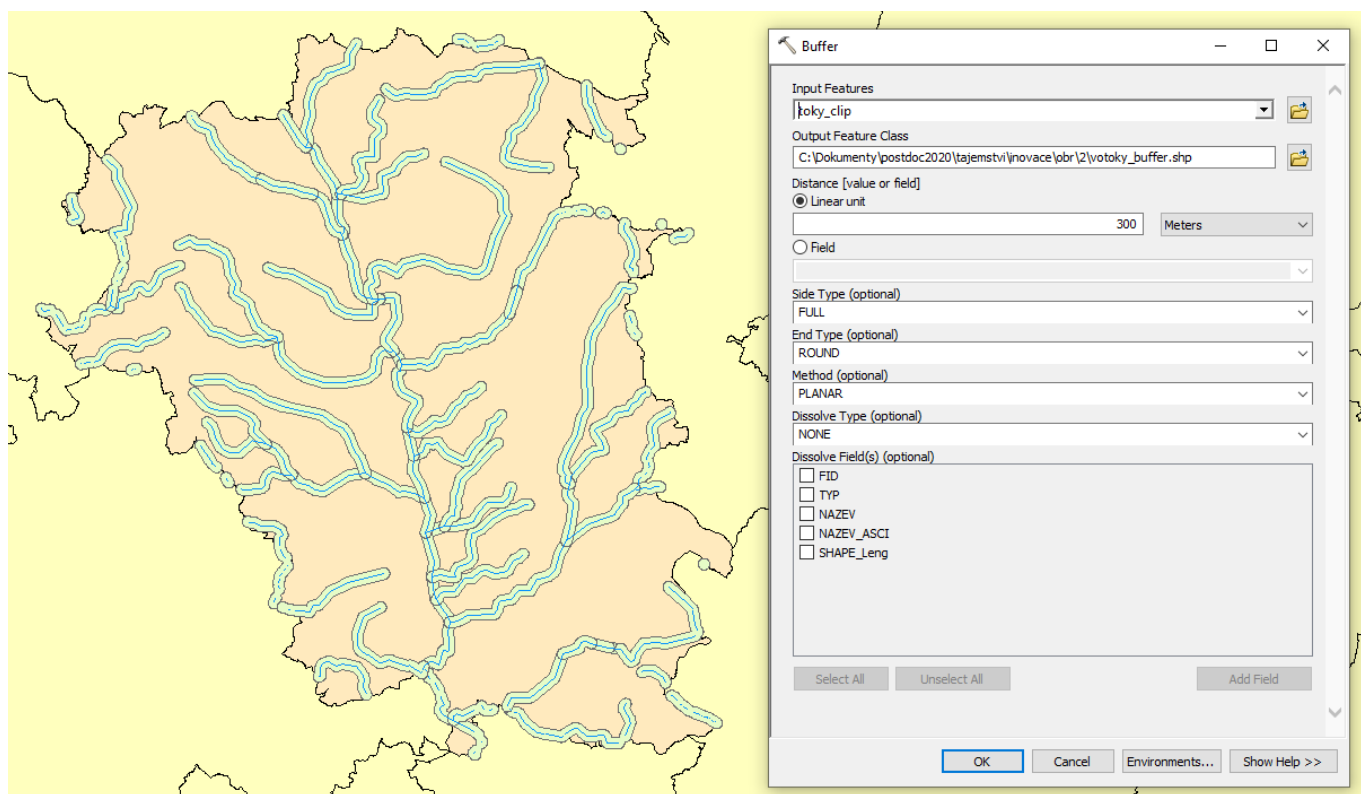 Buffer
Input Features
toky_clip
Output Feature Class
C:\Dokumenty\postdoc2020\tajemstvi\inovace\obr\2\votoky_buffer.shp
Distance [value or field]
Linear unit
300 Meters
Field
Side Type (optional)
FULL
End Type (optional)
ROUND
Method (optional)
PLANAR
Dissolve Type (optional)
NONE
Dissolve Field(s) (optional)
FID
TYP
NAZEV
NAZEV_ASCI
SHAPE_Leng
Select All Unselect All Add Field
OK Cancel Environments... Show Help >>